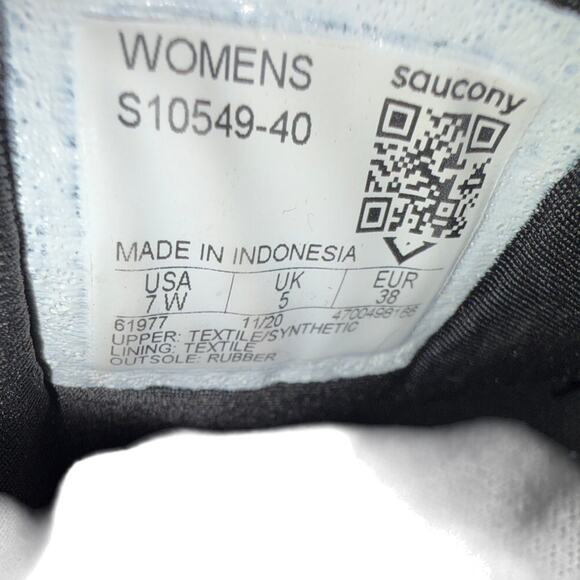 WOMENS
saucony
S10549-40
MADE IN INDONESIA
USA UK EUR
7 W 5 38
61977 11/20 4700498166
UPPER: TEXTILE/SYNTHETIC
LINING: TEXTILE
OUTSOLE: RUBBER